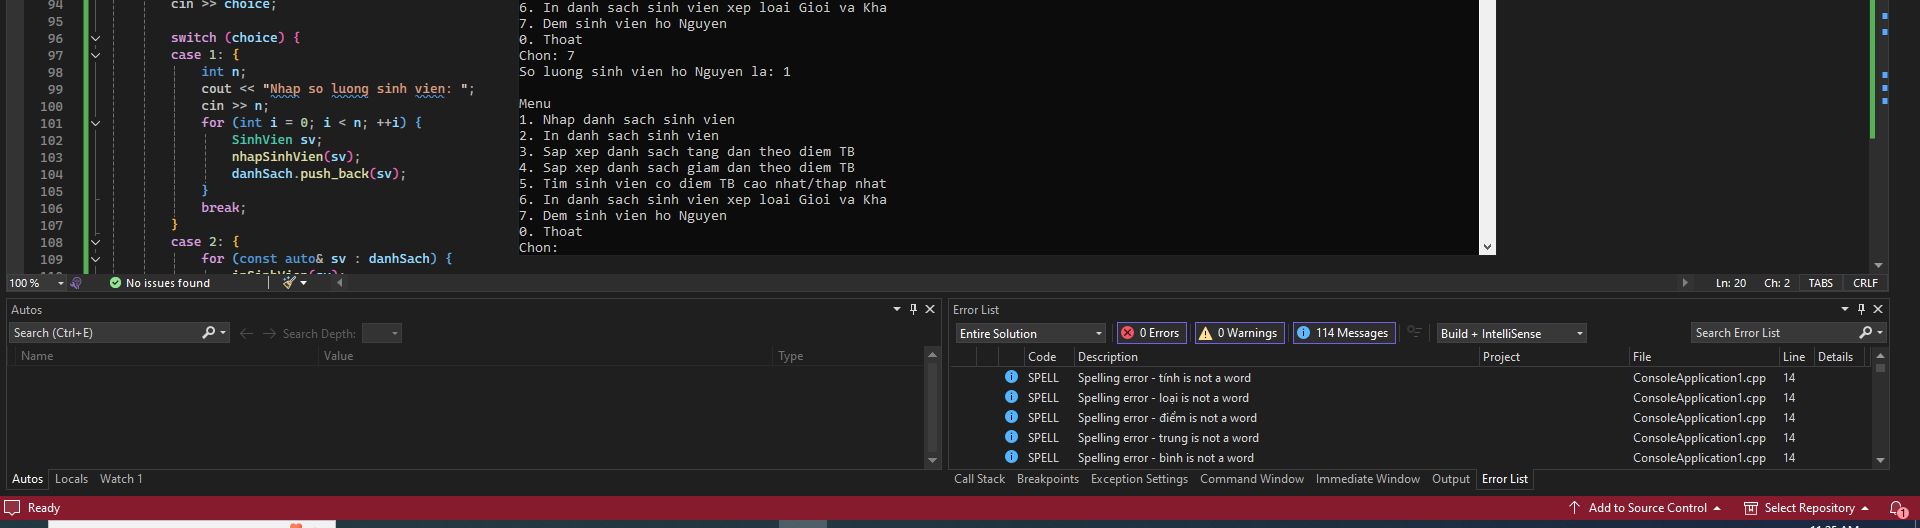 94 cin >> choice;
95
96 switch (choice) {
97 case 1: {
98 int n;
99 cout << "Nhap so luong sinh vien: ";
100 cin >> n;
101 for (int i = 0; i < n; ++i) {
102 SinhVien sv;
103 nhapSinhVien(sv);
104 danhSach.push_back(sv);
105 }
106 break;
107 }
108 case 2: {
109 for (const auto& sv : danhSach) {
6. In danh sach sinh vien xep loai Gioi va Kha
7. Dem sinh vien ho Nguyen
0. Thoat
Chon: 7
So luong sinh vien ho Nguyen la: 1
Menu
1. Nhap danh sach sinh vien
2. In danh sach sinh vien
3. Sap xep danh sach tang dan theo diem TB
4. Sap xep danh sach giam dan theo diem TB
5. Tim sinh vien co diem TB cao nhat/thap nhat
6. In danh sach sinh vien xep loai Gioi va Kha
7. Dem sinh vien ho Nguyen
0. Thoat
Chon:
100 % No issues found Ln: 20 Ch: 2 TABS CRLF
Autos
Search (Ctrl+E) Search Depth:
Name Value Type
Autos Locals Watch 1
Error List
Entire Solution 0 Errors 0 Warnings 114 Messages Build + IntelliSense Search Error List
Code Description Project File Line Details
SPELL Spelling error - tính is not a word ConsoleApplication1.cpp 14
SPELL Spelling error - loại is not a word ConsoleApplication1.cpp 14
SPELL Spelling error - điểm is not a word ConsoleApplication1.cpp 14
SPELL Spelling error - trung is not a word ConsoleApplication1.cpp 14
SPELL Spelling error - bình is not a word ConsoleApplication1.cpp 14
Call Stack Breakpoints Exception Settings Command Window Immediate Window Output Error List
Ready Add to Source Control Select Repository 1